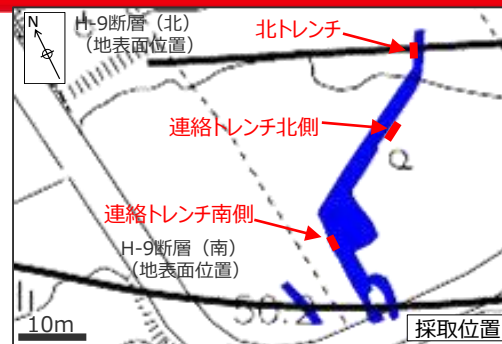 N
H-9断層（北）
（地表面位置）
北トレンチ
連絡トレンチ北側
Q
連絡トレンチ南側
H-9断層（南）
（地表面位置）
50.2
10m
採取位置